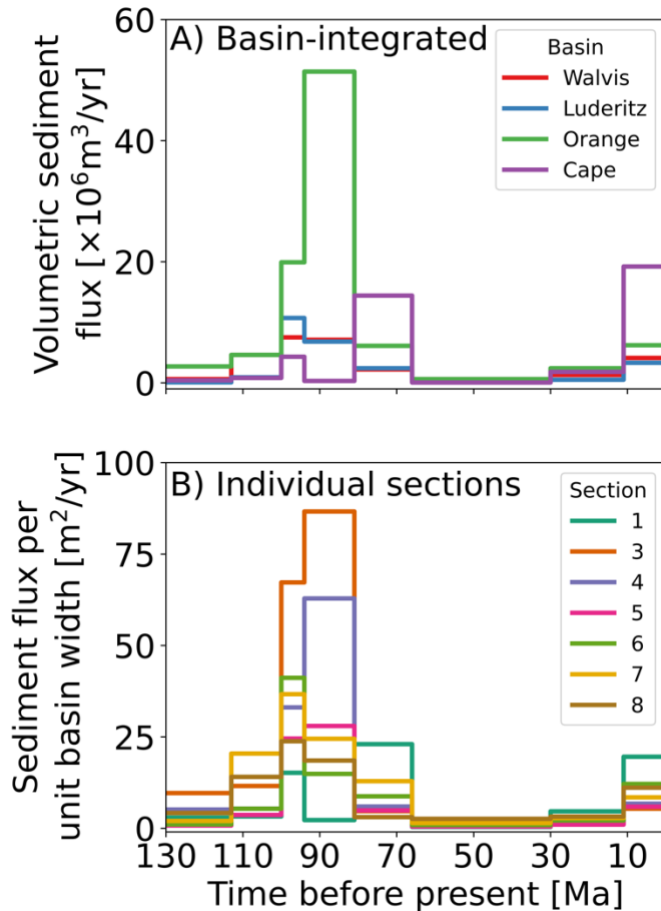 A) Basin-integrated
Volumetric sediment
flux [×10⁶m³/yr]
60
40
20
0
Basin
Walvis
Luderitz
Orange
Cape
B) Individual sections
Sediment flux per
unit basin width [m²/yr]
100
75
50
25
0
Section
1
3
4
5
6
7
8
130 110 90 70 50 30 10
Time before present [Ma]